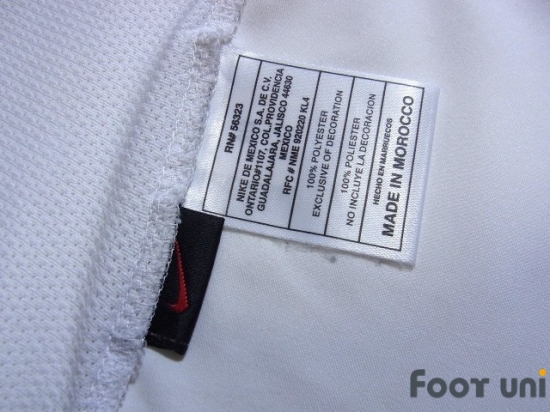 RN# 56323
NIKE DE MEXICO S.A. DE C.V.
ONTARIO#1107, COL.PROVIDENCIA
GUADALAJARA, JALISCO 44630
MEXICO
RFC # NME 920220 KL4
100% POLYESTER
EXCLUSIVE OF DECORATION
100% POLIESTER
NO INCLUYE LA DECORACION
HECHO EN MARRUECOS
MADE IN MOROCCO
FOOT UNI